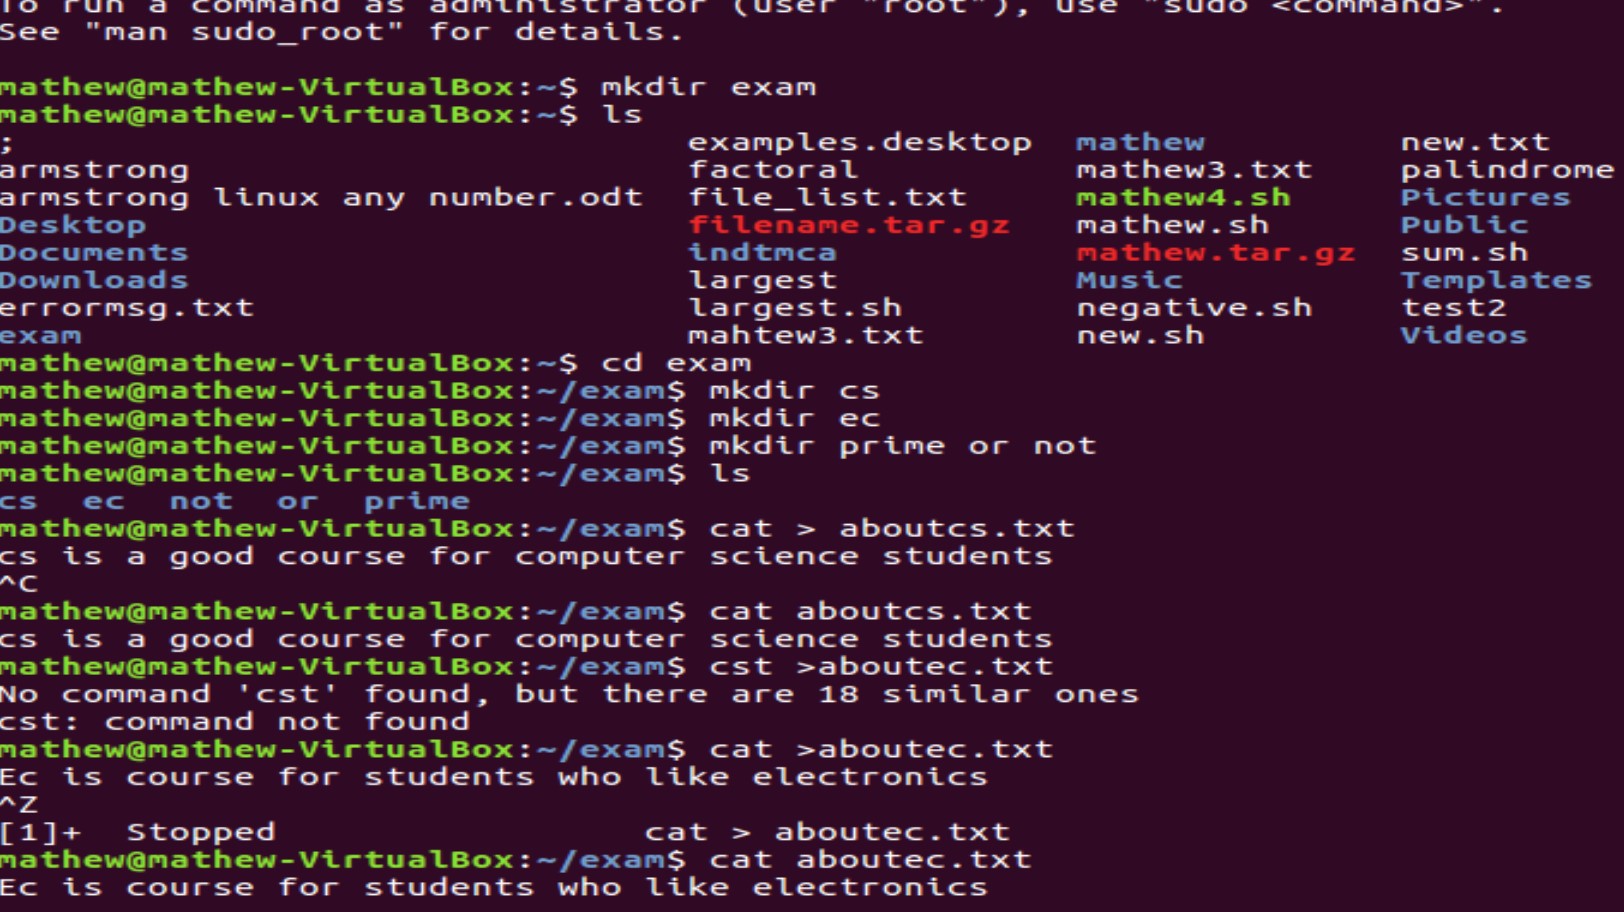 To run a command as administrator (user "root"), use "sudo <command>".
See "man sudo_root" for details.
mathew@mathew-VirtualBox:~$ mkdir exam
mathew@mathew-VirtualBox:~$ ls
; examples.desktop mathew new.txt
armstrong factoral mathew3.txt palindrome
armstrong linux any number.odt file_list.txt mathew4.sh Pictures
Desktop filename.tar.gz mathew.sh Public
Documents indtmca mathew.tar.gz sum.sh
Downloads largest Music Templates
errormsg.txt largest.sh negative.sh test2
exam mahtew3.txt new.sh Videos
mathew@mathew-VirtualBox:~$ cd exam
mathew@mathew-VirtualBox:~/exam$ mkdir cs
mathew@mathew-VirtualBox:~/exam$ mkdir ec
mathew@mathew-VirtualBox:~/exam$ mkdir prime or not
mathew@mathew-VirtualBox:~/exam$ ls
cs ec not or prime
mathew@mathew-VirtualBox:~/exam$ cat > aboutcs.txt
cs is a good course for computer science students
^C
mathew@mathew-VirtualBox:~/exam$ cat aboutcs.txt
cs is a good course for computer science students
mathew@mathew-VirtualBox:~/exam$ cst >aboutec.txt
No command 'cst' found, but there are 18 similar ones
cst: command not found
mathew@mathew-VirtualBox:~/exam$ cat >aboutec.txt
Ec is course for students who like electronics
^Z
[1]+ Stopped cat > aboutec.txt
mathew@mathew-VirtualBox:~/exam$ cat aboutec.txt
Ec is course for students who like electronics